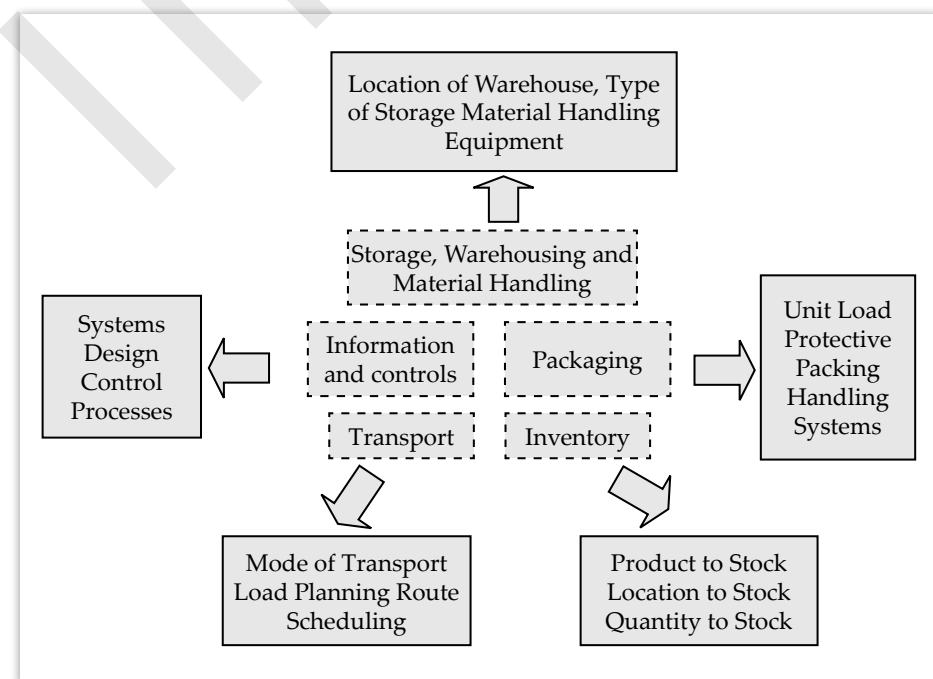 Location of Warehouse, Type
of Storage Material Handling
Equipment
Storage, Warehousing and
Material Handling
Systems
Design
Control
Processes
Information
and controls
Packaging
Unit Load
Protective
Packing
Handling
Systems
Transport
Inventory
Mode of Transport
Load Planning Route
Scheduling
Product to Stock
Location to Stock
Quantity to Stock